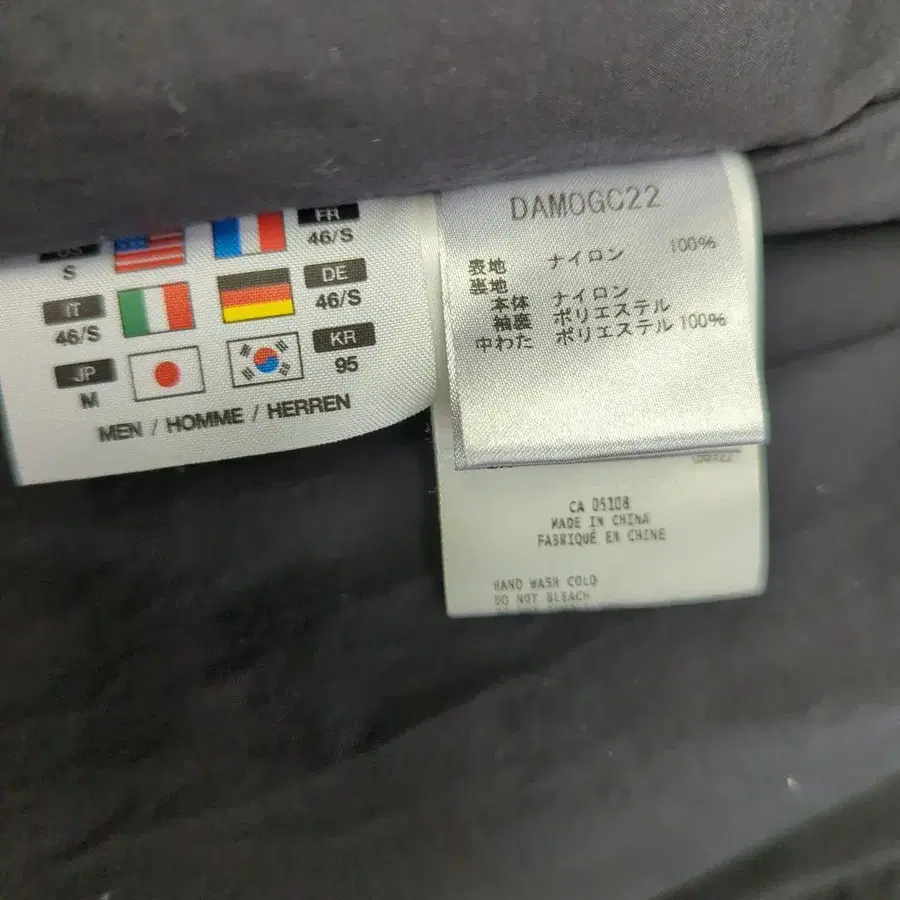 US
S
FR
46/S
IT
46/S
DE
46/S
JP
M
KR
95
MEN / HOMME / HERREN
DAMOGC22
表地 ナイロン 100%
裏地
本体 ナイロン
袖裏 ポリエステル
中わた ポリエステル 100%
CA 05108
MADE IN CHINA
FABRIQUÉ EN CHINE
HAND WASH COLD
DO NOT BLEACH